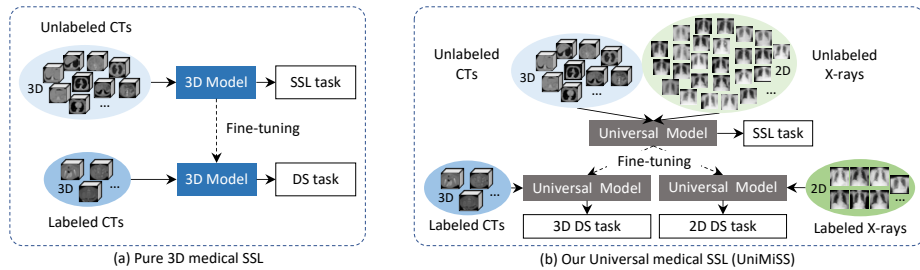 Unlabeled CTs
3D
...
3D Model
SSL task
Fine-tuning
3D
...
3D Model
DS task
Labeled CTs
(a) Pure 3D medical SSL
Unlabeled
CTs
3D
...
2D
...
Unlabeled
X-rays
Universal Model
SSL task
Fine-tuning
3D
...
Labeled CTs
Universal Model
Universal Model
2D
...
Labeled X-rays
3D DS task
2D DS task
(b) Our Universal medical SSL (UniMiSS)